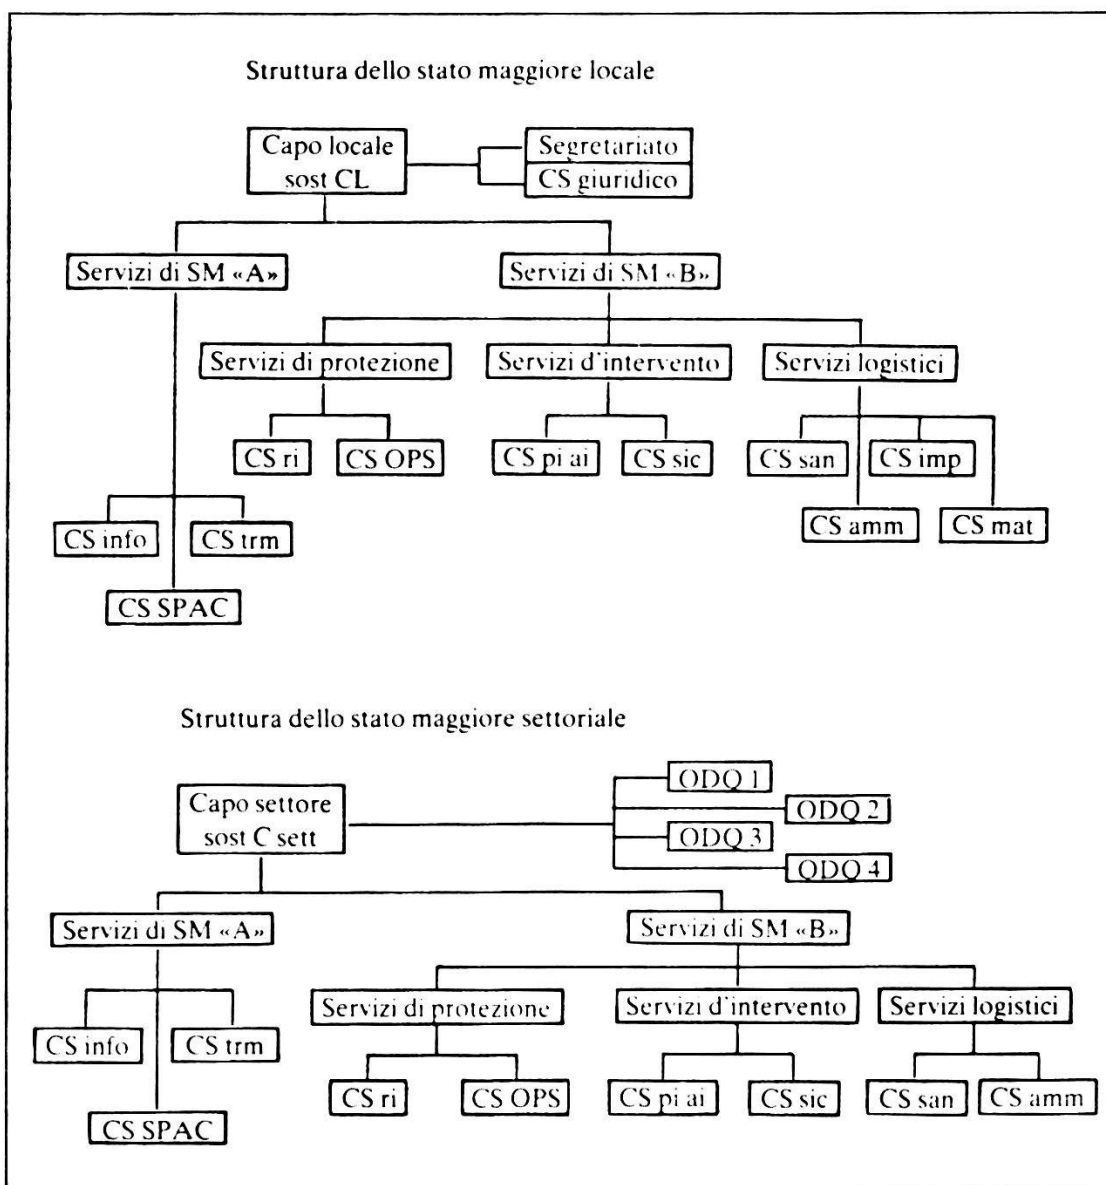 Struttura dello stato maggiore locale
Capo locale
sost CL
Segretariato
CS giuridico
Servizi di SM «A»
Servizi di SM «B»
Servizi di protezione
Servizi d'intervento
Servizi logistici
CS ri
CS OPS
CS pi ai
CS sic
CS san
CS imp
CS amm
CS mat
CS info
CS trm
CS SPAC
Struttura dello stato maggiore settoriale
Capo settore
sost C sett
ODQ 1
ODQ 2
ODQ 3
ODQ 4
Servizi di SM «A»
Servizi di SM «B»
Servizi di protezione
Servizi d'intervento
Servizi logistici
CS info
CS trm
CS ri
CS OPS
CS pi ai
CS sic
CS san
CS amm
CS SPAC